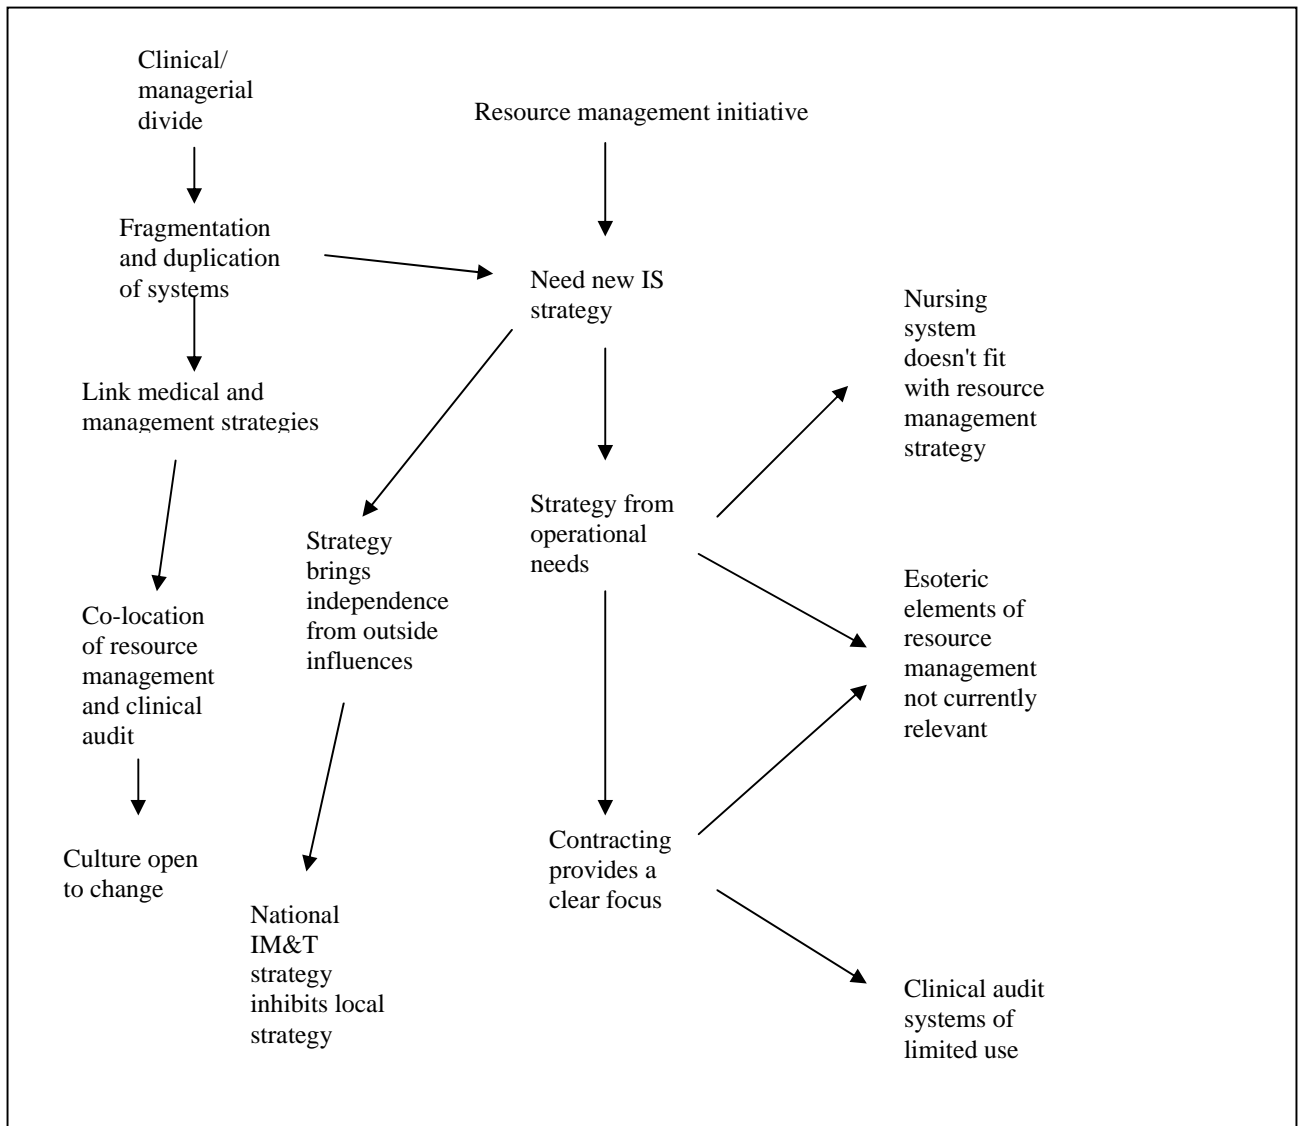 Clinical/
managerial
divide
Resource management initiative
Fragmentation
and duplication
of systems
Need new IS
strategy
Nursing
system
doesn't fit
with resource
management
strategy
Link medical and
management strategies
Strategy from
operational
needs
Strategy
brings
independence
from outside
influences
Esoteric
elements of
resource
management
not currently
relevant
Co-location
of resource
management
and clinical
audit
Contracting
provides a
clear focus
Culture open
to change
National
IM&T
strategy
inhibits local
strategy
Clinical audit
systems of
limited use